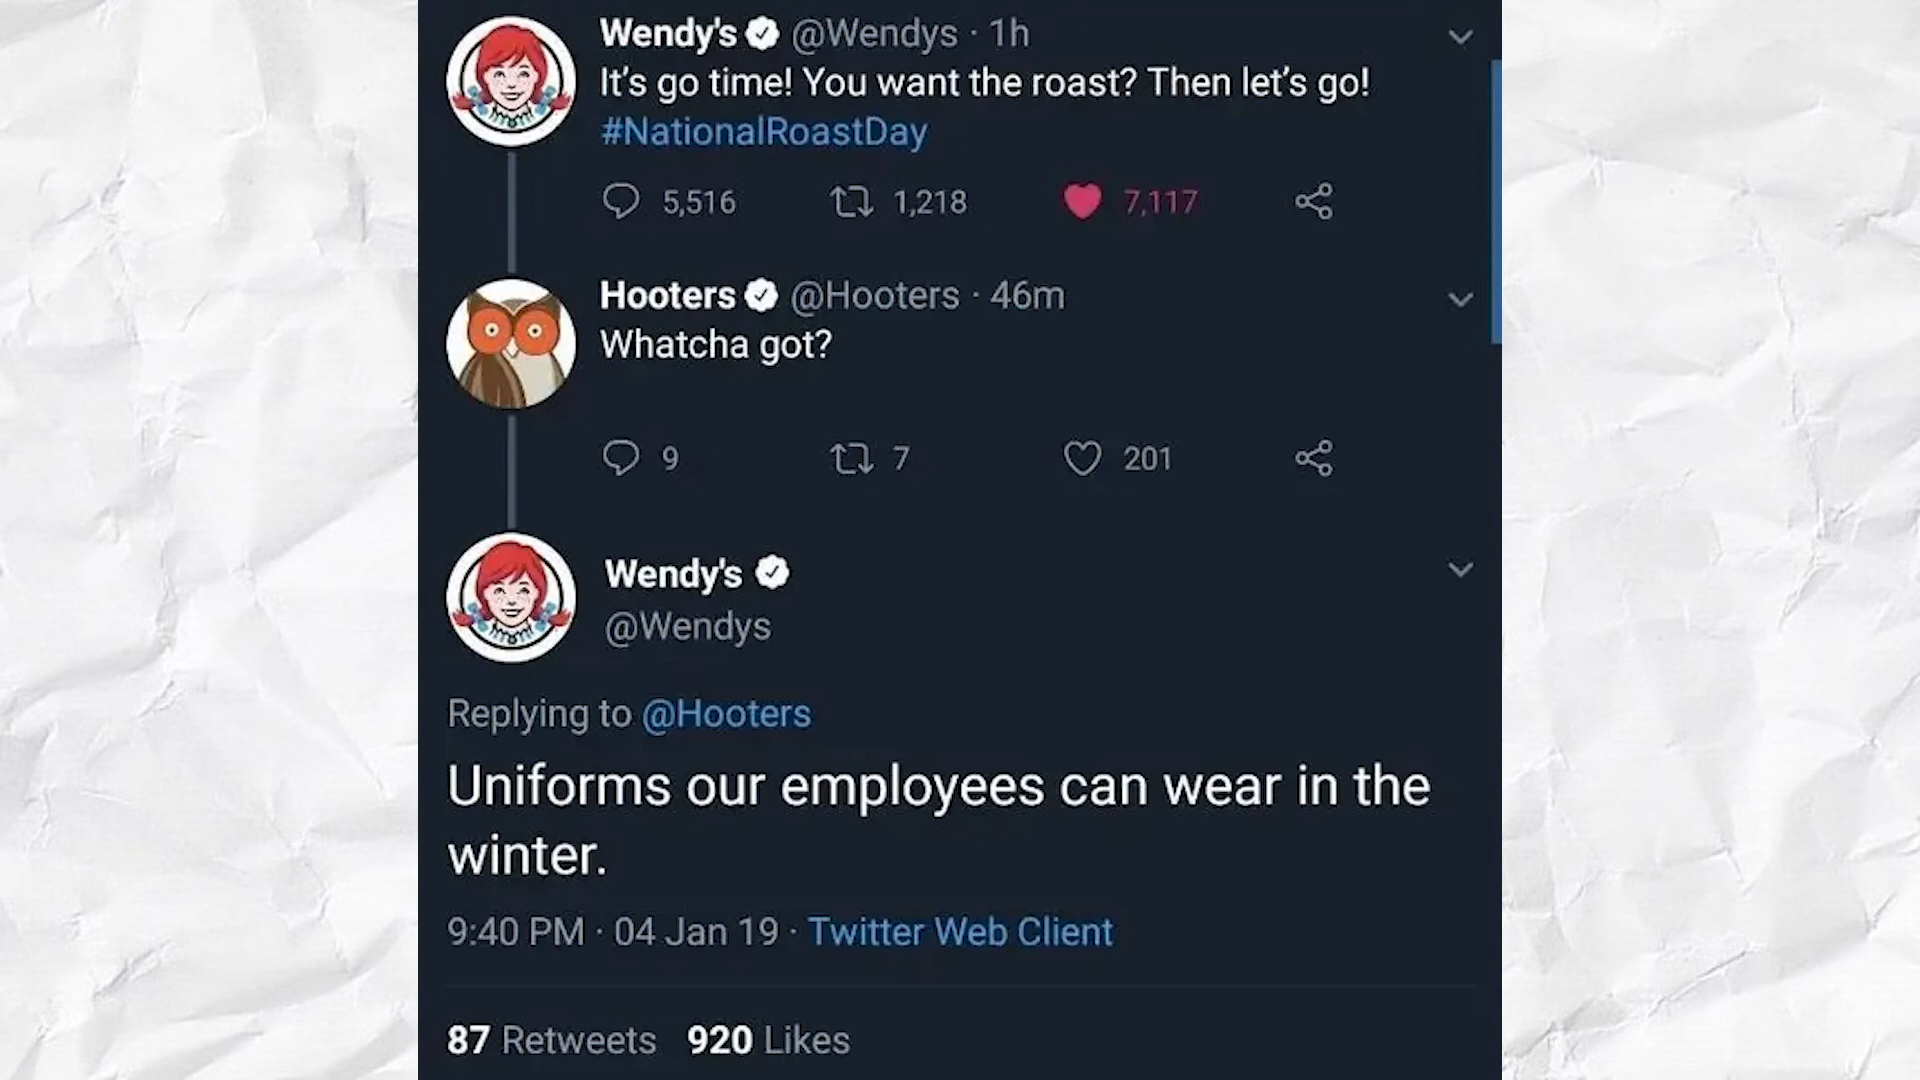 Wendy's @Wendys · 1h
It's go time! You want the roast? Then let's go!
#NationalRoastDay
5,516 1,218 7,117
Hooters @Hooters · 46m
Whatcha got?
9 7 201
Wendy's
@Wendys
Replying to @Hooters
Uniforms our employees can wear in the
winter.
9:40 PM · 04 Jan 19 · Twitter Web Client
87 Retweets 920 Likes